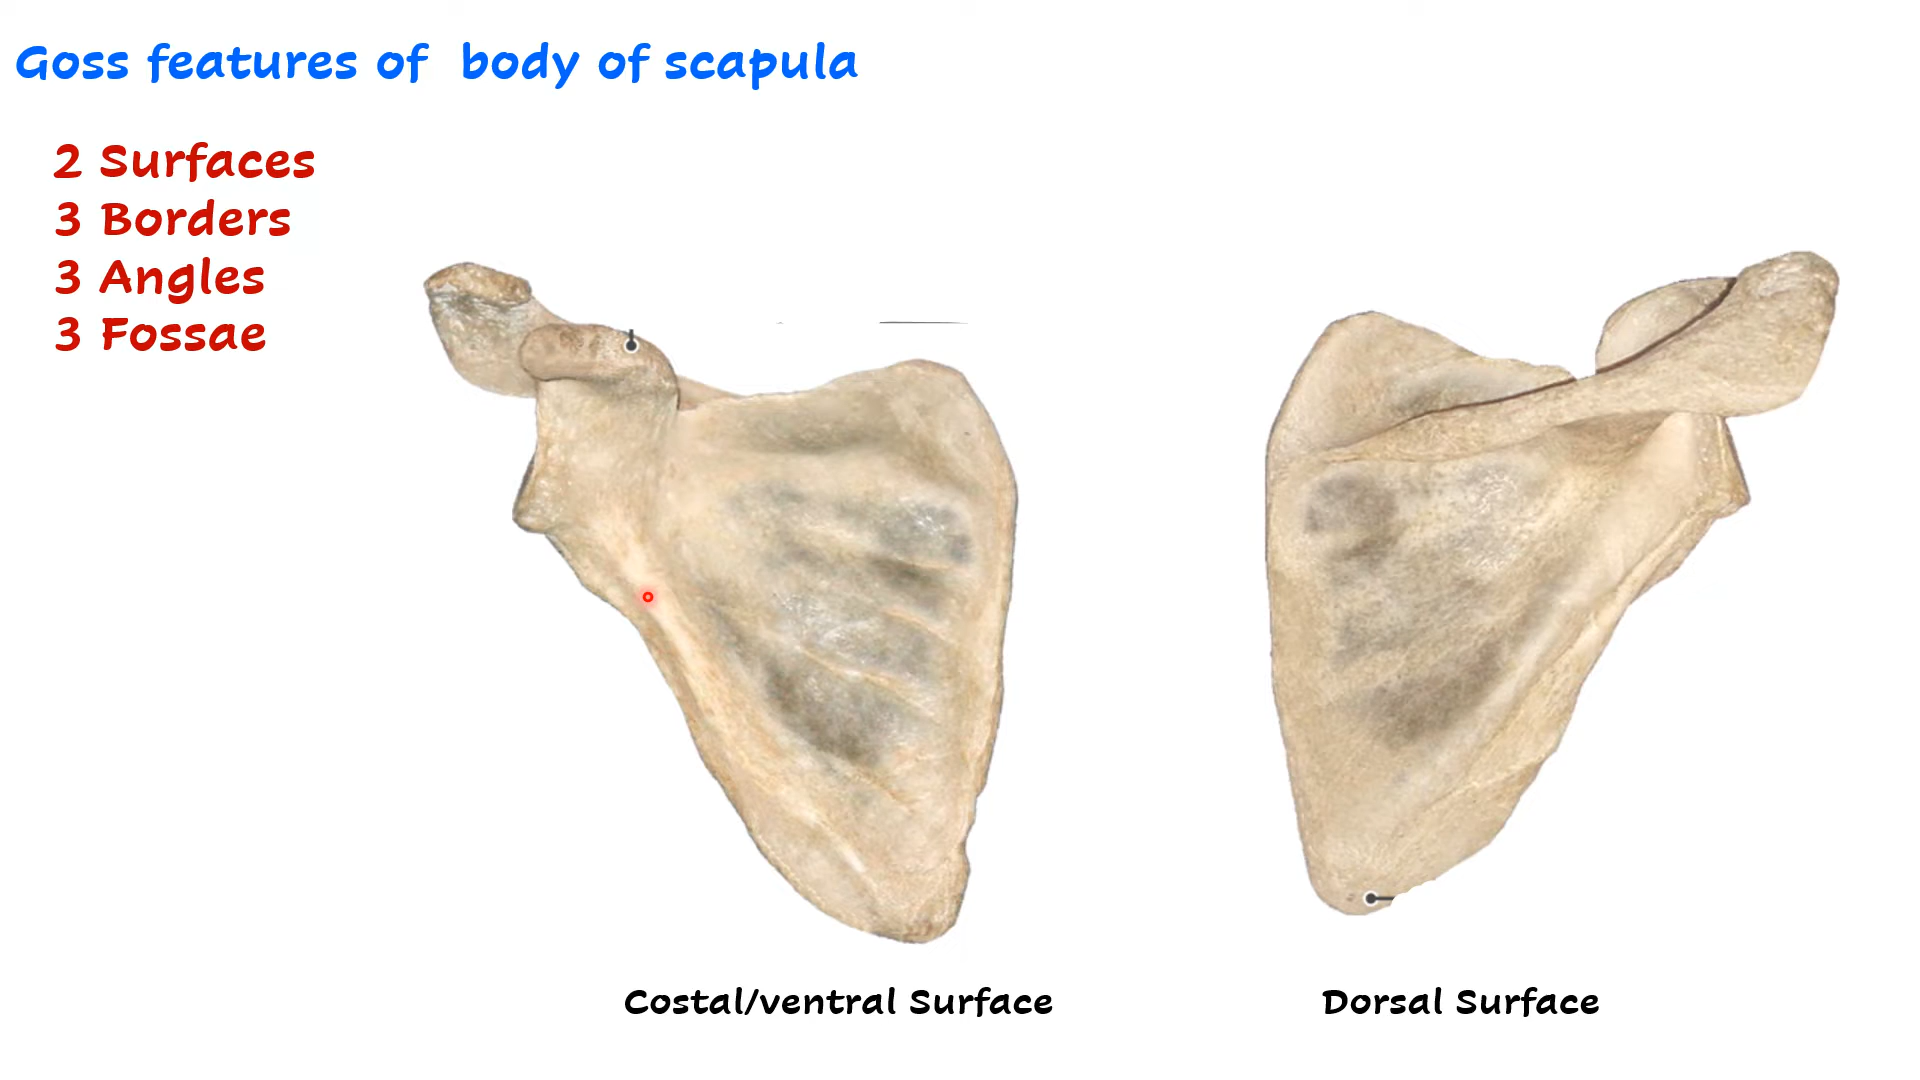 Goss features of body of scapula
2 Surfaces
3 Borders
3 Angles
3 Fossae
Costal/ventral Surface
Dorsal Surface